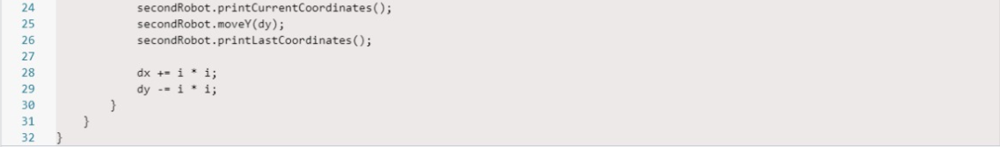 24 secondRobot.printCurrentCoordinates();
25 secondRobot.moveY(dy);
26 secondRobot.printLastCoordinates();
27
28 dx += i * i;
29 dy -= i * i;
30 }
31 }
32 }